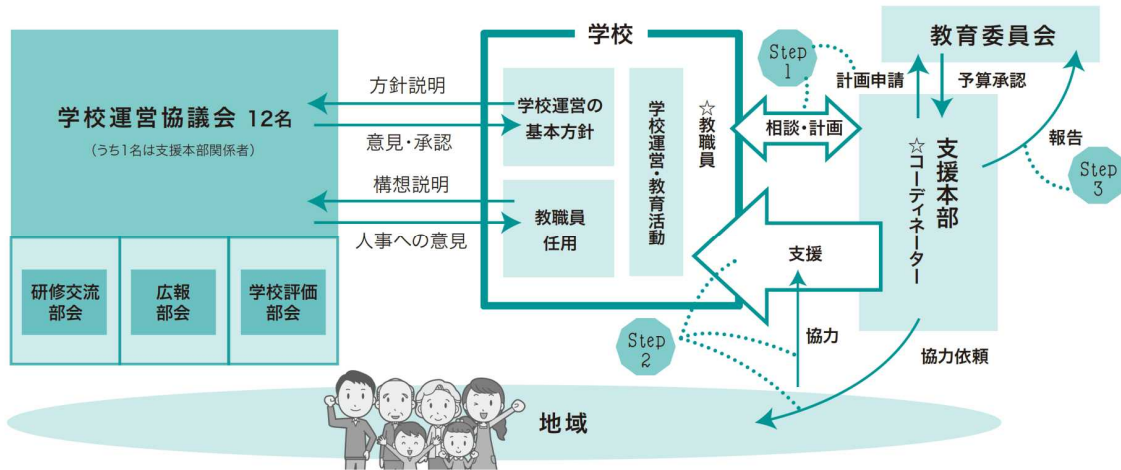 学校運営協議会 12名
(うち1名は支援本部関係者)
研修交流
部会
広報
部会
学校評価
部会
方針説明
意見・承認
構想説明
人事への意見
学校
学校運営の
基本方針
教職員
任用
学校運営・教育活動
☆教職員
Step
1
相談・計画
計画申請
予算承認
教育委員会
支援本部
☆コーディネーター
報告
Step
3
支援
Step
2
協力
協力依頼
地域